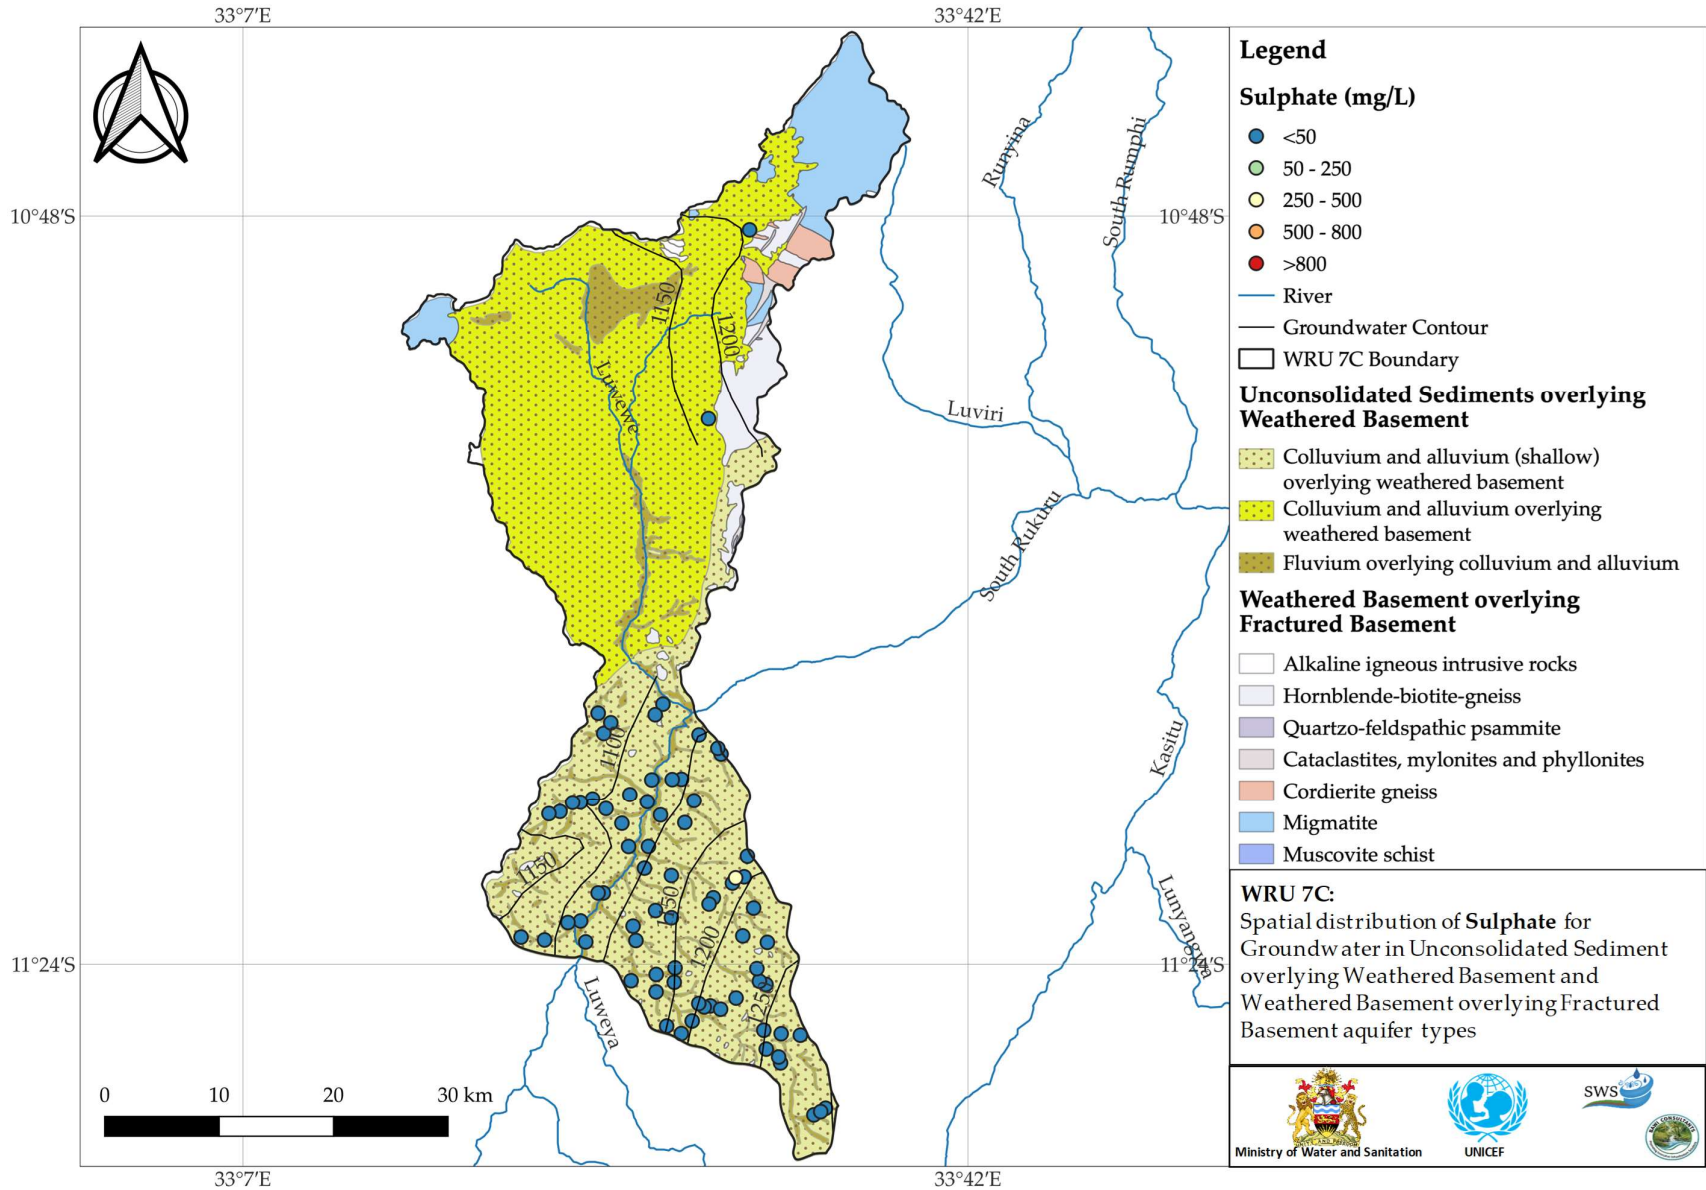 33°7′E
33°42′E
10°48′S
10°48′S
Runyina
South Rumphi
1150
1200
Luwewe
Luviri
South Rukuru
1100
Kasitu
1150
1150
1200
Lunyangwa
11°24′S
11°24′S
1250
Luweya
0 10 20 30 km
33°7′E
33°42′E
Legend
Sulphate (mg/L)
<50
50 - 250
250 - 500
500 - 800
>800
River
Groundwater Contour
WRU 7C Boundary
Unconsolidated Sediments overlying
Weathered Basement
Colluvium and alluvium (shallow)
overlying weathered basement
Colluvium and alluvium overlying
weathered basement
Fluvium overlying colluvium and alluvium
Weathered Basement overlying
Fractured Basement
Alkaline igneous intrusive rocks
Hornblende-biotite-gneiss
Quartzo-feldspathic psammite
Cataclastites, mylonites and phyllonites
Cordierite gneiss
Migmatite
Muscovite schist
WRU 7C:
Spatial distribution of Sulphate for
Groundwater in Unconsolidated Sediment
overlying Weathered Basement and
Weathered Basement overlying Fractured
Basement aquifer types
Ministry of Water and Sanitation
UNICEF
SWS